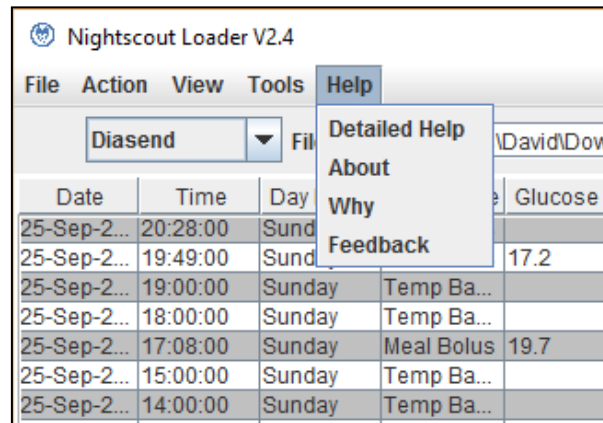 Nightscout Loader V2.4
File Action View Tools Help
Diasend Fil \David\Dow
Detailed Help
About
Why
Feedback
Date Time Day Glucose
25-Sep-2... 20:28:00 Sund
25-Sep-2... 19:49:00 Sund 17.2
25-Sep-2... 19:00:00 Sunday Temp Ba...
25-Sep-2... 18:00:00 Sunday Temp Ba...
25-Sep-2... 17:08:00 Sunday Meal Bolus 19.7
25-Sep-2... 15:00:00 Sunday Temp Ba...
25-Sep-2... 14:00:00 Sunday Temp Ba...